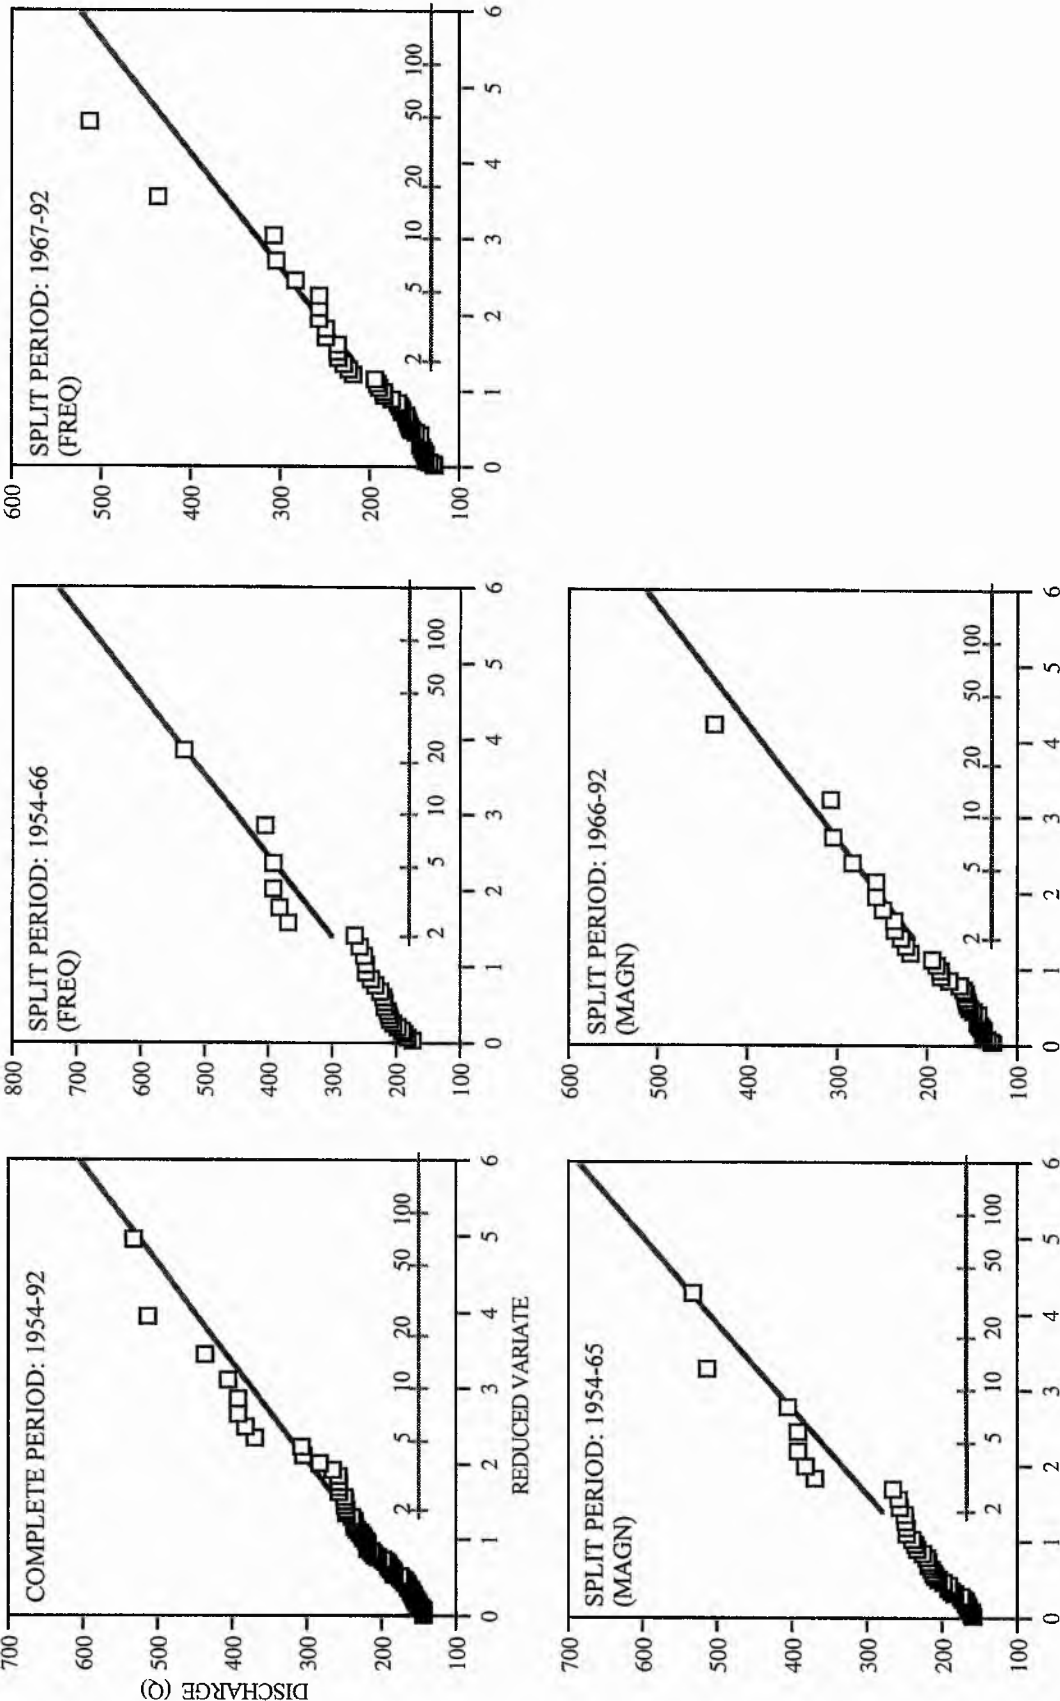 COMPLETE PERIOD: 1954-92
700
600
500
400
300
200
100
DISCHARGE (Q)
2 5 10 20 50 100
0 1 2 3 4 5 6
REDUCED VARIATE
SPLIT PERIOD: 1954-66
(FREQ)
800
700
600
500
400
300
200
100
2 5 10 20 50 100
0 1 2 3 4 5 6
SPLIT PERIOD: 1967-92
(FREQ)
600
500
400
300
200
100
2 5 10 20 50 100
0 1 2 3 4 5 6
SPLIT PERIOD: 1954-65
(MAGN)
700
600
500
400
300
200
100
2 5 10 20 50 100
0 1 2 3 4 5 6
SPLIT PERIOD: 1966-92
(MAGN)
600
500
400
300
200
100
2 5 10 20 50 100
0 1 2 3 4 5 6